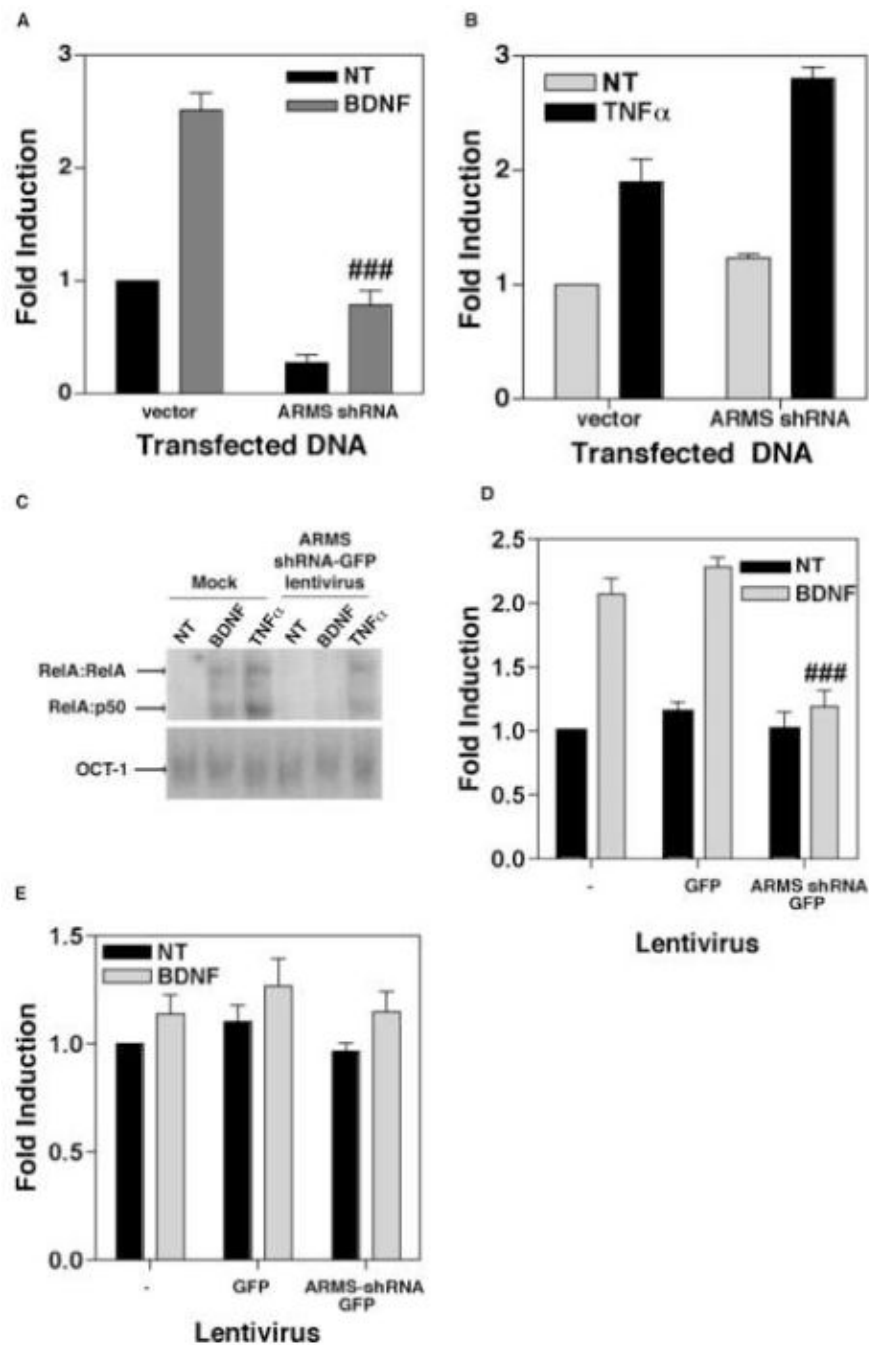 A
3
2
1
0
Fold Induction
NT
BDNF
###
vector
ARMS shRNA
Transfected DNA
B
3
2
1
0
Fold Induction
NT
TNFα
vector
ARMS shRNA
Transfected DNA
C
ARMS
shRNA-GFP
lentivirus
Mock
NT
BDNF
TNFα
NT
BDNF
TNFα
RelA:RelA
RelA:p50
OCT-1
D
2.5
2.0
1.5
1.0
0.5
0.0
Fold Induction
NT
BDNF
###
-
GFP
ARMS shRNA
GFP
Lentivirus
E
1.5
1.0
0.5
0.0
Fold Induction
NT
BDNF
-
GFP
ARMS-shRNA
GFP
Lentivirus